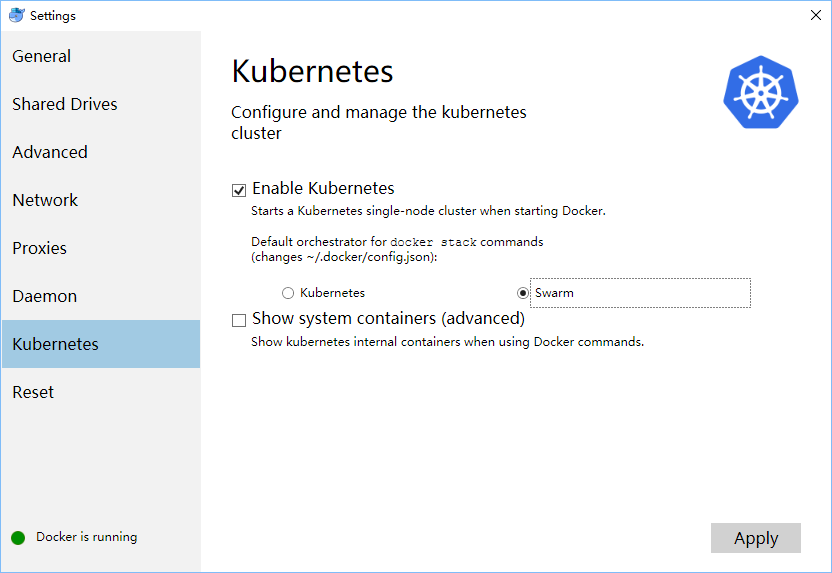 Settings
General
Shared Drives
Advanced
Network
Proxies
Daemon
Kubernetes
Reset
Docker is running
Kubernetes
Configure and manage the kubernetes
cluster
Enable Kubernetes
Starts a Kubernetes single-node cluster when starting Docker.
Default orchestrator for docker stack commands
(changes ~/.docker/config.json):
Kubernetes
Swarm
Show system containers (advanced)
Show kubernetes internal containers when using Docker commands.
Apply